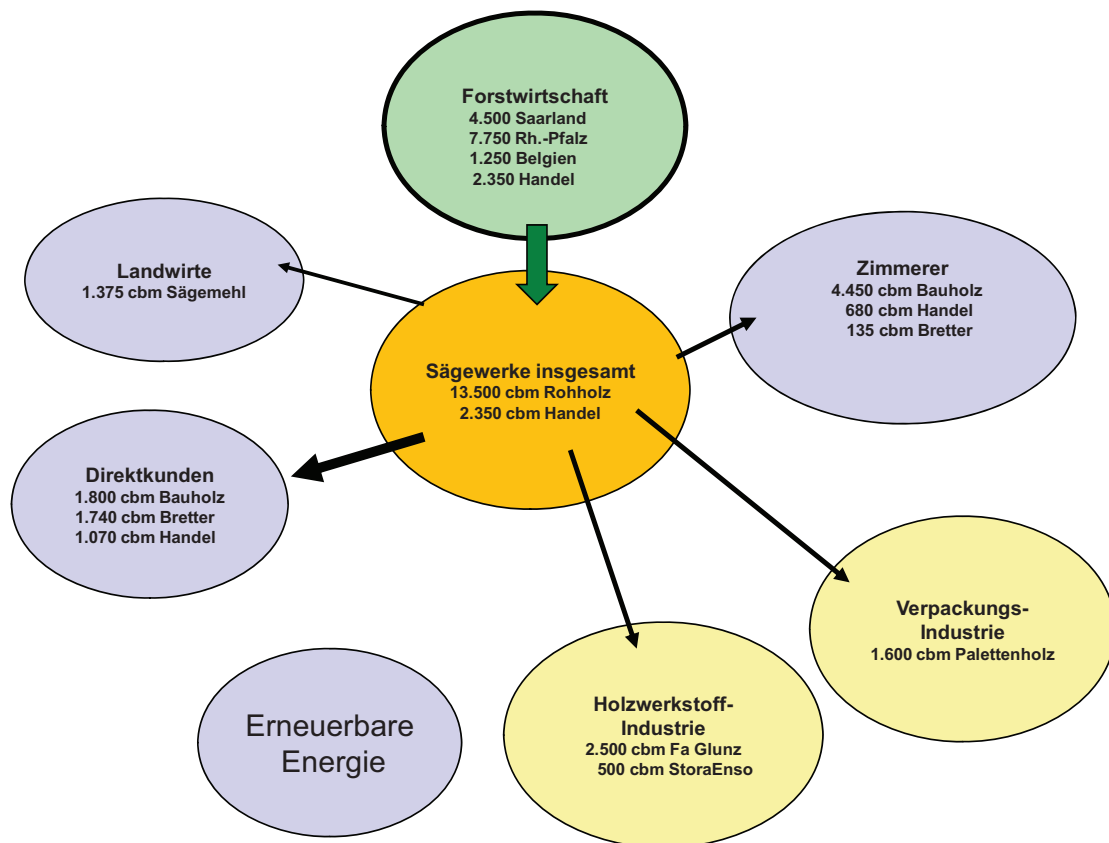 Forstwirtschaft
4.500 Saarland
7.750 Rh.-Pfalz
1.250 Belgien
2.350 Handel
Landwirte
1.375 cbm Sägemehl
Zimmerer
4.450 cbm Bauholz
680 cbm Handel
135 cbm Bretter
Sägewerke insgesamt
13.500 cbm Rohholz
2.350 cbm Handel
Direktkunden
1.800 cbm Bauholz
1.740 cbm Bretter
1.070 cbm Handel
Verpackungs-
Industrie
1.600 cbm Palettenholz
Erneuerbare
Energie
Holzwerkstoff-
Industrie
2.500 cbm Fa Glunz
500 cbm StoraEnso